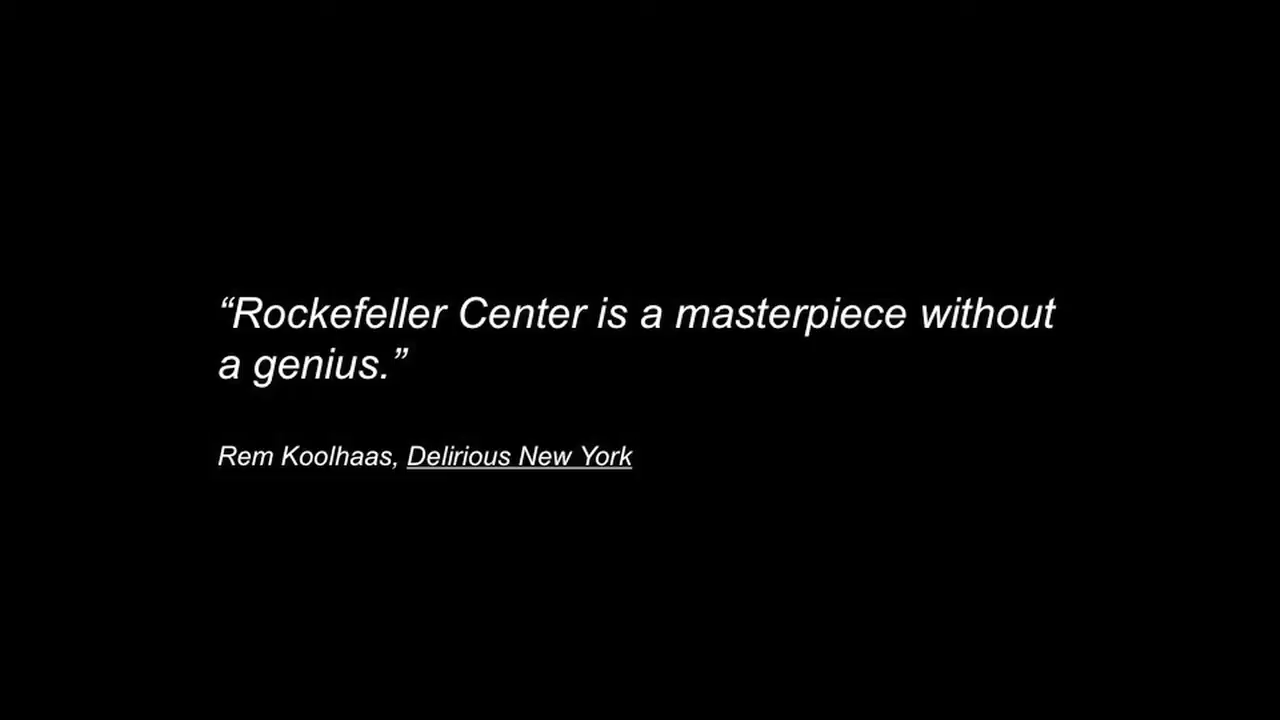 “Rockefeller Center is a masterpiece without
a genius.”
Rem Koolhaas, Delirious New York